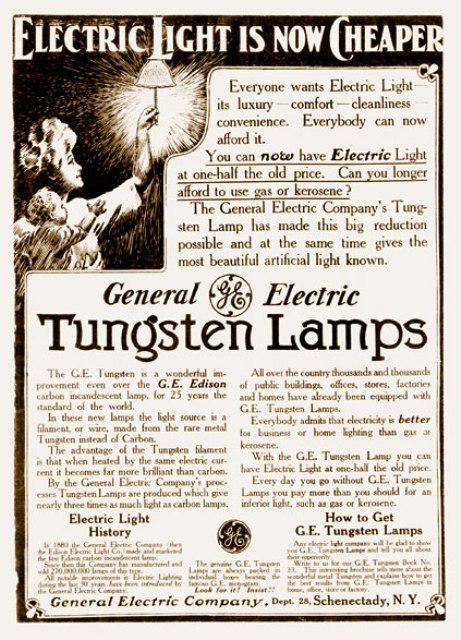 ELECTRIC LIGHT IS NOW CHEAPER
Everyone wants Electric Light—
its luxury—comfort—cleanliness—
convenience. Everybody can now
afford it.
You can now have Electric Light
at one-half the old price. Can you longer
afford to use gas or kerosene?
The General Electric Company's Tung-
sten Lamp has made this big reduction
possible and at the same time gives the
most beautiful artificial light known.
General GE Electric
Tungsten Lamps
The G.E. Tungsten is a wonderful im-
provement even over the G.E. Edison
carbon incandescent lamp, for 25 years the
standard of the world.
In these new lamps the light source is a
filament, or wire, made from the rare metal
Tungsten instead of Carbon.
The advantage of the Tungsten filament
is that when heated by the same electric cur-
rent it becomes far more brilliant than carbon.
By the General Electric Company's proc-
esses Tungsten Lamps are produced which give
nearly three times as much light as carbon lamps.
All over the country thousands and thousands
of public buildings, offices, stores, factories
and homes have already been equipped with
G.E. Tungsten Lamps.
Everybody admits that electricity is better
for business or home lighting than gas or
kerosene.
With the G.E. Tungsten Lamp you can
have Electric Light at one-half the old price.
Every day you go without G.E. Tungsten
Lamps you pay more than you should for an
inferior light, such as gas or kerosene.
Electric Light
History
In 1880 the General Electric Company (then
the Edison Electric Light Co.) made and marketed
the first Edison carbon incandescent lamp.
Since then this Company has manufactured and
sold 270,000,000 lamps of this type.
All notable improvements in Electric Lighting
during the 30 years have been introduced by
the General Electric Company.
GE
The genuine G.E. Tungsten
Lamps are always packed in
individual boxes bearing the
famous G.E. monogram.
Look for it! Insist!!
How to Get
G.E. Tungsten Lamps
Any electric light company will be glad to show
you G.E. Tungsten Lamps and tell you all about
their superiority.
Write to us for our G.E. Tungsten Book No.
33. This interesting brochure tells more about the
wonderful metal Tungsten and explains how to get
the best results from G.E. Tungsten Lamps in
home, office, store or factory.
General Electric Company, Dept. 28, Schenectady, N. Y.